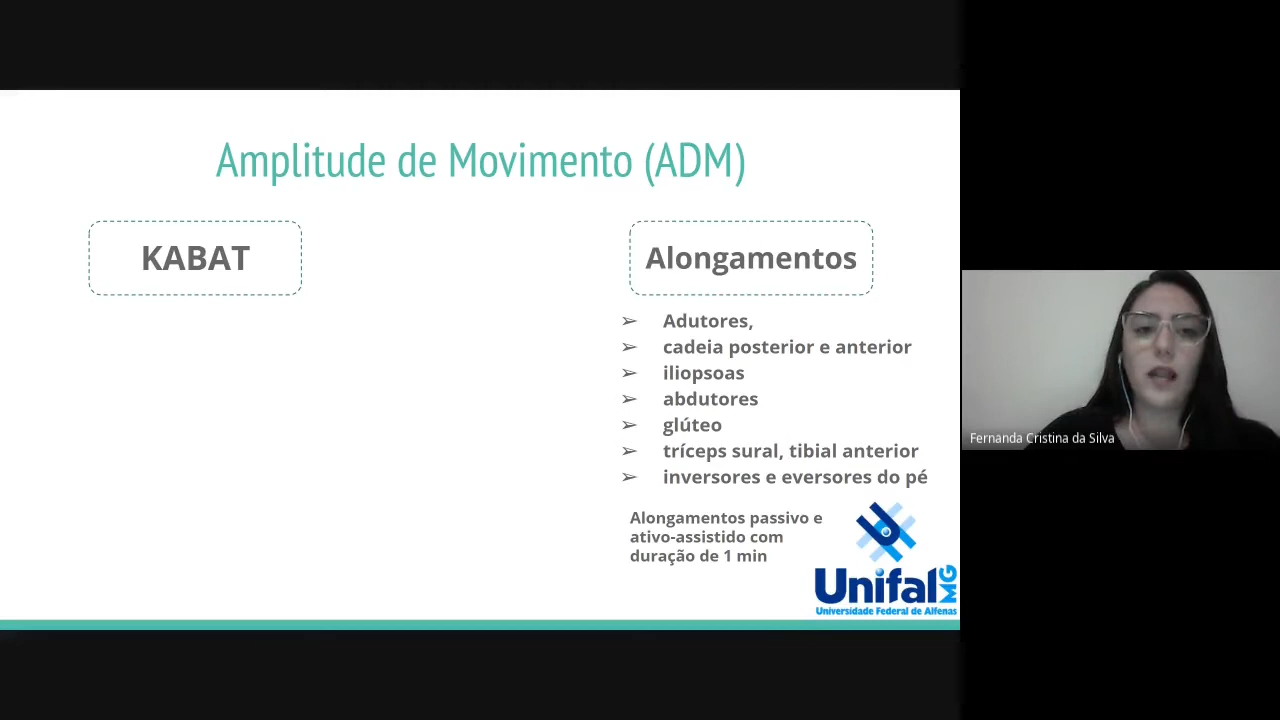 Amplitude de Movimento (ADM)
KABAT
Alongamentos
➢ Adutores,
➢ cadeia posterior e anterior
➢ iliopsoas
➢ abdutores
➢ glúteo
➢ tríceps sural, tibial anterior
➢ inversores e eversores do pé
Alongamentos passivo e
ativo-assistido com
duração de 1 min
Unifal MG
Universidade Federal de Alfenas
Fernanda Cristina da Silva